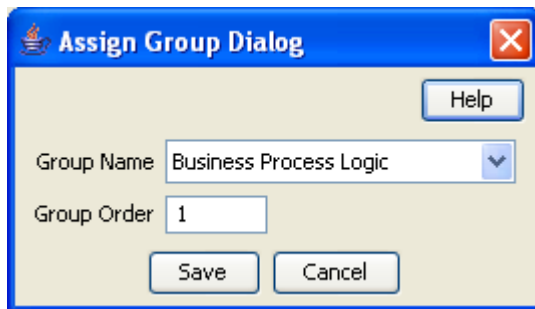 Assign Group Dialog
Help
Group Name Business Process Logic
Group Order 1
Save Cancel